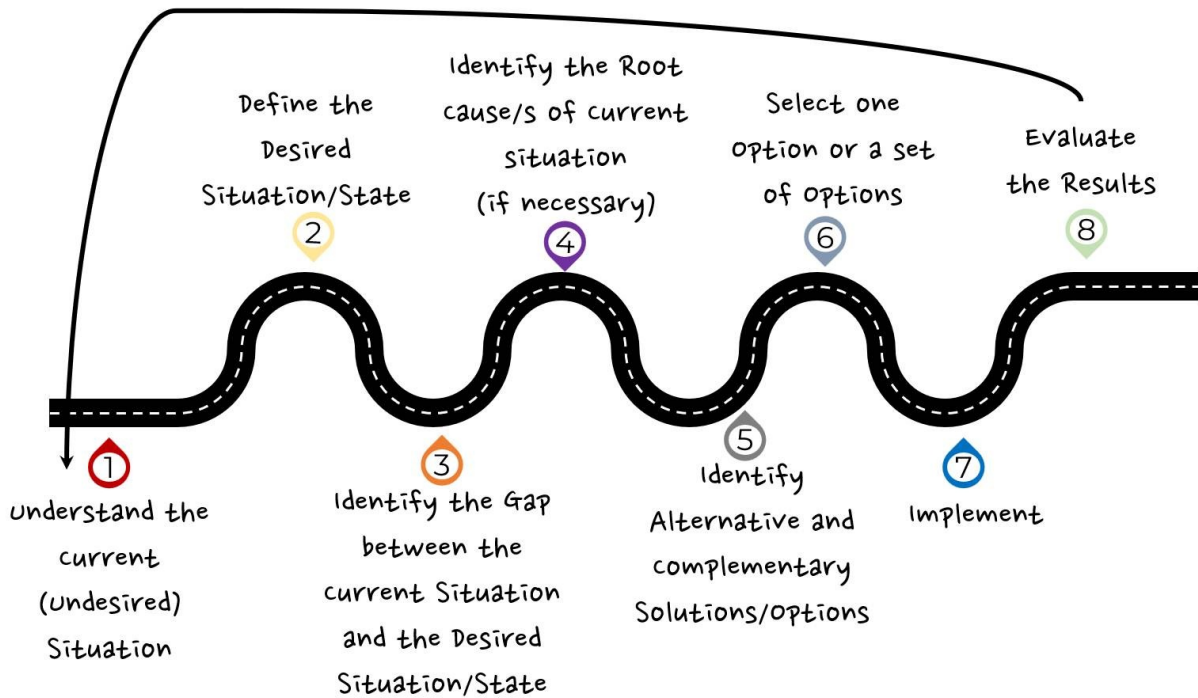 1
Understand the
Current
(Undesired)
Situation
2
Define the
Desired
Situation/State
3
Identify the Gap
between the
Current Situation
and the Desired
Situation/State
4
Identify the Root
Cause/s of Current
Situation
(if necessary)
5
Identify
Alternative and
Complementary
Solutions/Options
6
Select one
Option or a set
of Options
7
Implement
8
Evaluate
the Results